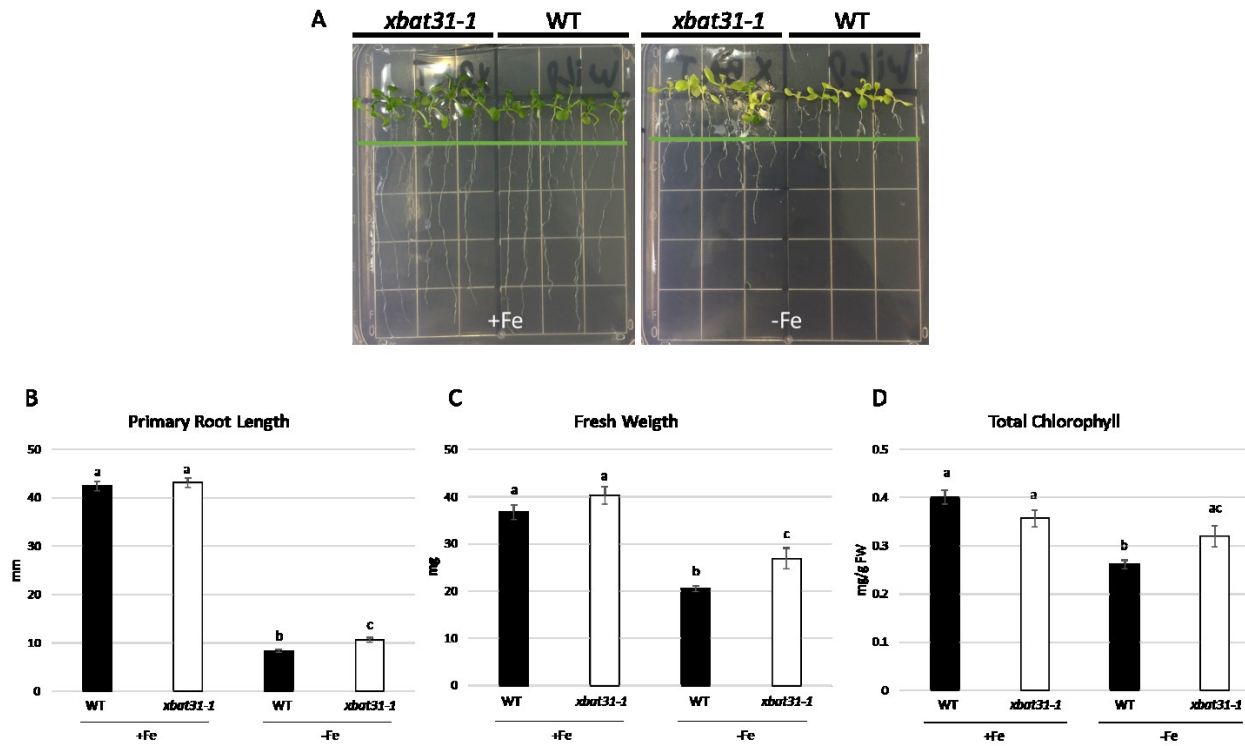 A
xbat31-1 WT xbat31-1 WT
+Fe -Fe
B C D
Primary Root Length
50
40
30
20
10
0
mm
a a b c
WT xbat31-1 WT xbat31-1
+Fe -Fe
Fresh Weigth
50
40
30
20
10
0
mg
a a b c
WT xbat31-1 WT xbat31-1
+Fe -Fe
Total Chlorophyll
0.5
0.4
0.3
0.2
0.1
0
mg/g FW
a a b ac
WT xbat31-1 WT xbat31-1
+Fe -Fe